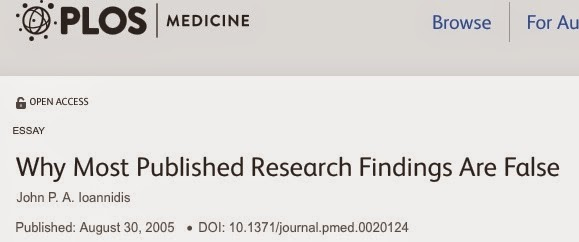 PLOS | MEDICINE
Browse
For Au
OPEN ACCESS
ESSAY
Why Most Published Research Findings Are False
John P. A. Ioannidis
Published: August 30, 2005 • DOI: 10.1371/journal.pmed.0020124